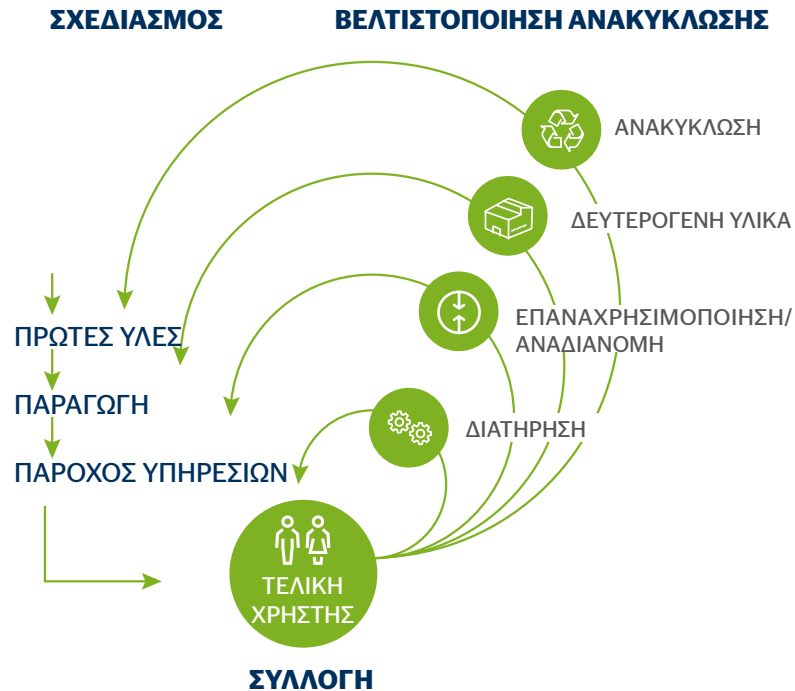 ΣΧΕΔΙΑΣΜΟΣ
ΒΕΛΤΙΣΤΟΠΟΙΗΣΗ ΑΝΑΚΥΚΛΩΣΗΣ
ΑΝΑΚΥΚΛΩΣΗ
ΔΕΥΤΕΡΟΓΕΝΗ ΥΛΙΚΑ
ΕΠΑΝΑΧΡΗΣΙΜΟΠΟΙΗΣΗ/
ΑΝΑΔΙΑΝΟΜΗ
ΔΙΑΤΗΡΗΣΗ
ΠΡΩΤΕΣ ΥΛΕΣ
ΠΑΡΑΓΩΓΗ
ΠΑΡΟΧΟΣ ΥΠΗΡΕΣΙΩΝ
ΤΕΛΙΚΗ
ΧΡΗΣΤΗΣ
ΣΥΛΛΟΓΗ